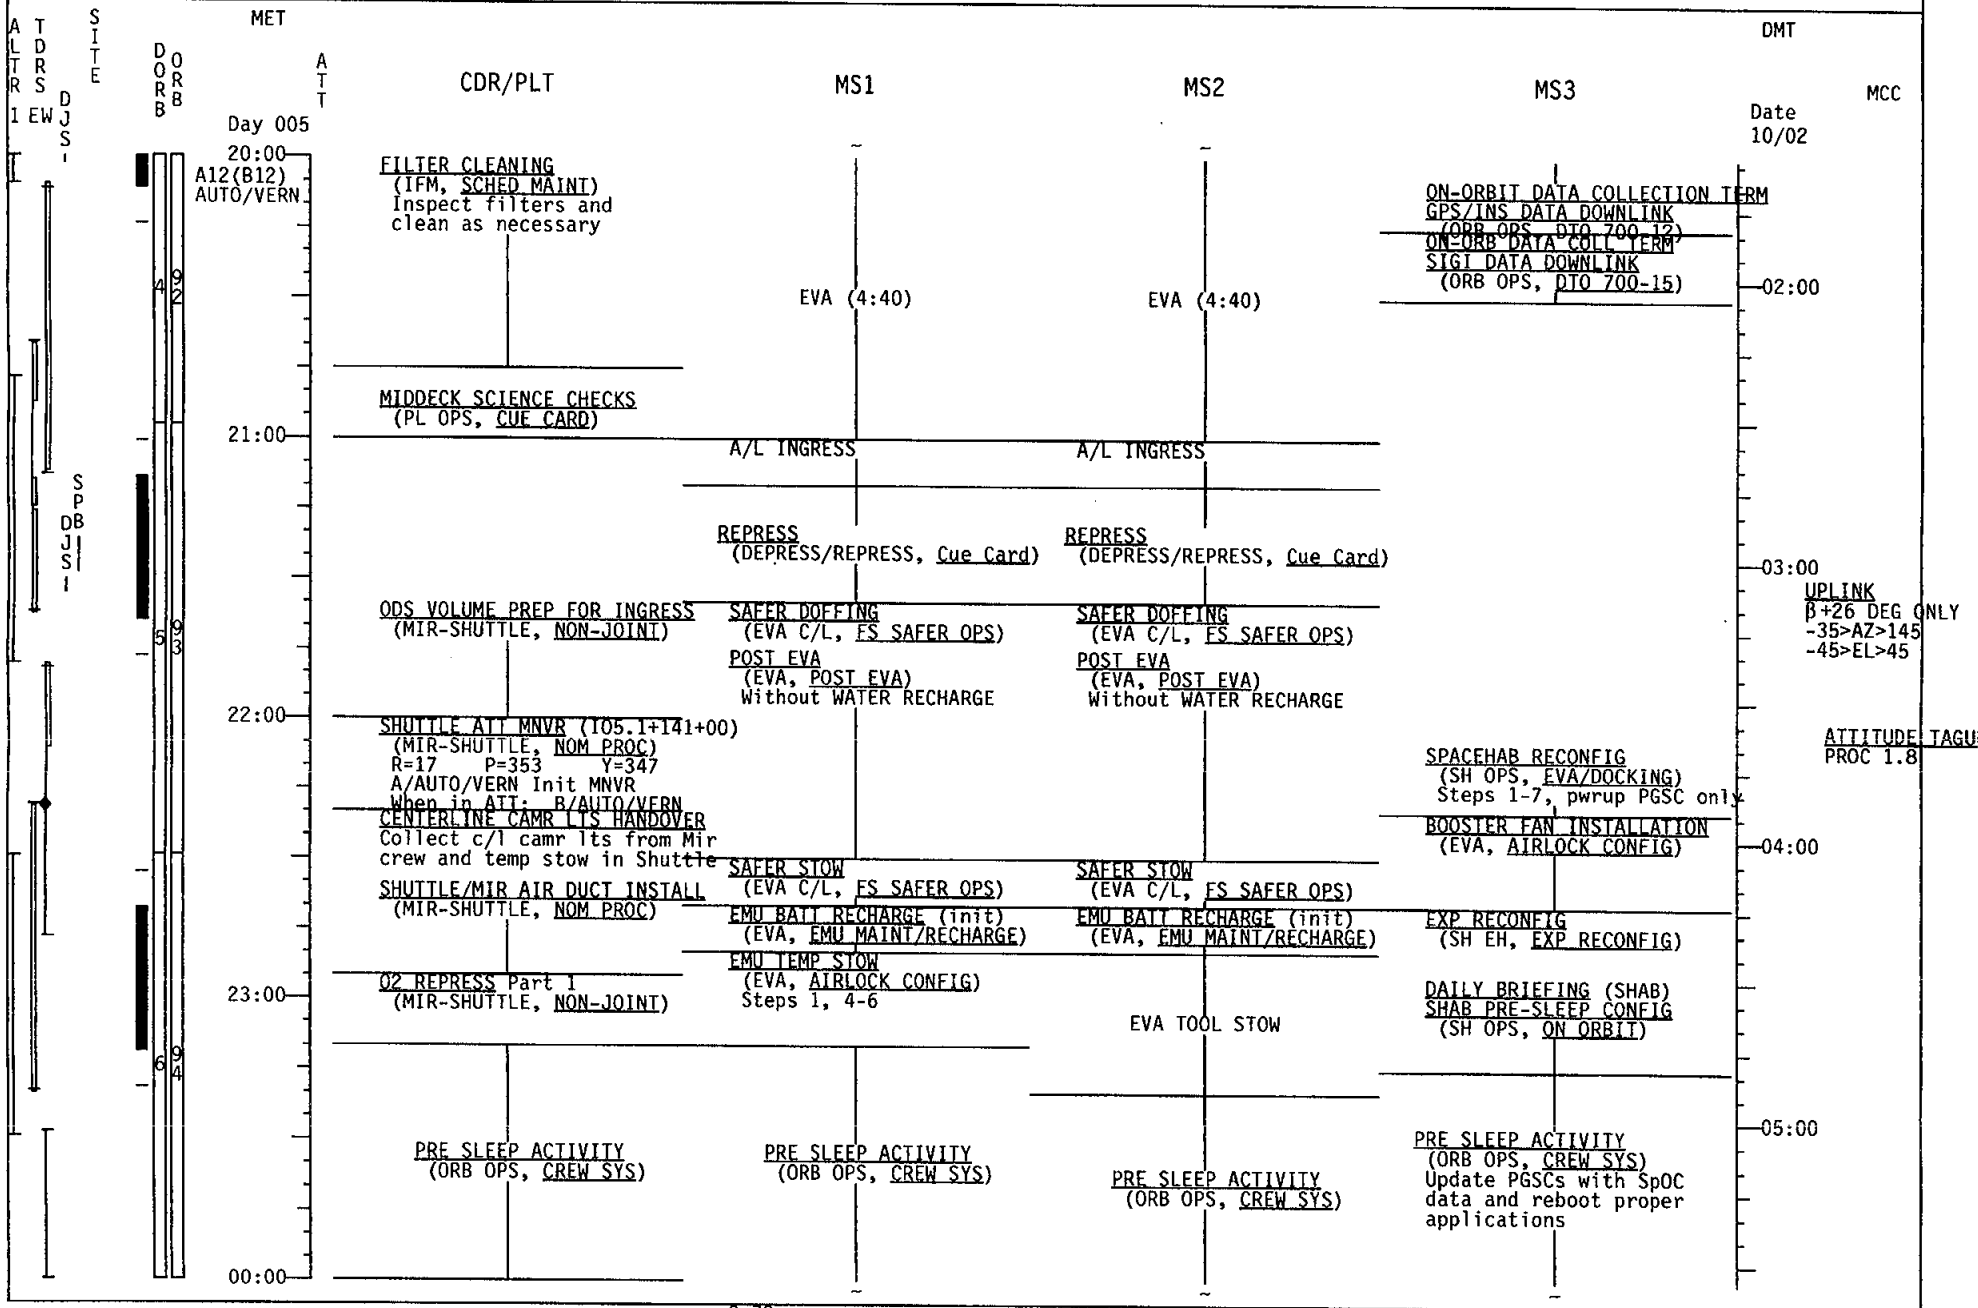 MET
DMT
ALTR 1
TDRS EW
DJS
SITE
DORB
ORB
ATT
CDR/PLT
MS1
MS2
MS3
MCC
Day 005
Date
10/02
20:00
A12(B12)
AUTO/VERN
21:00
22:00
23:00
00:00
4
92
5
93
6
94
SPB
DJS
FILTER CLEANING
(IFM, SCHED MAINT)
Inspect filters and
clean as necessary
MIDDECK SCIENCE CHECKS
(PL OPS, CUE CARD)
ODS VOLUME PREP FOR INGRESS
(MIR-SHUTTLE, NON-JOINT)
SHUTTLE ATT MNVR (105.1+141+00)
(MIR-SHUTTLE, NOM PROC)
R=17 P=353 Y=347
A/AUTO/VERN Init MNVR
When in ATT: B/AUTO/VERN
CENTERLINE CAMR LTS HANDOVER
Collect c/l camr lts from Mir
crew and temp stow in Shuttle
SHUTTLE/MIR AIR DUCT INSTALL
(MIR-SHUTTLE, NOM PROC)
O2 REPRESS Part 1
(MIR-SHUTTLE, NON-JOINT)
PRE SLEEP ACTIVITY
(ORB OPS, CREW SYS)
EVA (4:40)
A/L INGRESS
REPRESS
(DEPRESS/REPRESS, Cue Card)
SAFER DOFFING
(EVA C/L, FS SAFER OPS)
POST EVA
(EVA, POST EVA)
Without WATER RECHARGE
SAFER STOW
(EVA C/L, FS SAFER OPS)
EMU BATT RECHARGE (init)
(EVA, EMU MAINT/RECHARGE)
EMU TEMP STOW
(EVA, AIRLOCK CONFIG)
Steps 1, 4-6
PRE SLEEP ACTIVITY
(ORB OPS, CREW SYS)
EVA (4:40)
A/L INGRESS
REPRESS
(DEPRESS/REPRESS, Cue Card)
SAFER DOFFING
(EVA C/L, FS SAFER OPS)
POST EVA
(EVA, POST EVA)
Without WATER RECHARGE
SAFER STOW
(EVA C/L, FS SAFER OPS)
EMU BATT RECHARGE (init)
(EVA, EMU MAINT/RECHARGE)
EVA TOOL STOW
PRE SLEEP ACTIVITY
(ORB OPS, CREW SYS)
ON-ORBIT DATA COLLECTION TERM
GPS/INS DATA DOWNLINK
(ORB OPS, DTO 700-12)
ON-ORB DATA COLL TERM
SIGI DATA DOWNLINK
(ORB OPS, DTO 700-15)
SPACEHAB RECONFIG
(SH OPS, EVA/DOCKING)
Steps 1-7, pwrup PGSC only
BOOSTER FAN INSTALLATION
(EVA, AIRLOCK CONFIG)
EXP RECONFIG
(SH EH, EXP RECONFIG)
DAILY BRIEFING (SHAB)
SHAB PRE-SLEEP CONFIG
(SH OPS, ON ORBIT)
PRE SLEEP ACTIVITY
(ORB OPS, CREW SYS)
Update PGSCs with SpOC
data and reboot proper
applications
02:00
03:00
04:00
05:00
UPLINK
β+26 DEG ONLY
-35>AZ>145
-45>EL>45
ATTITUDE TAGU
PROC 1.8